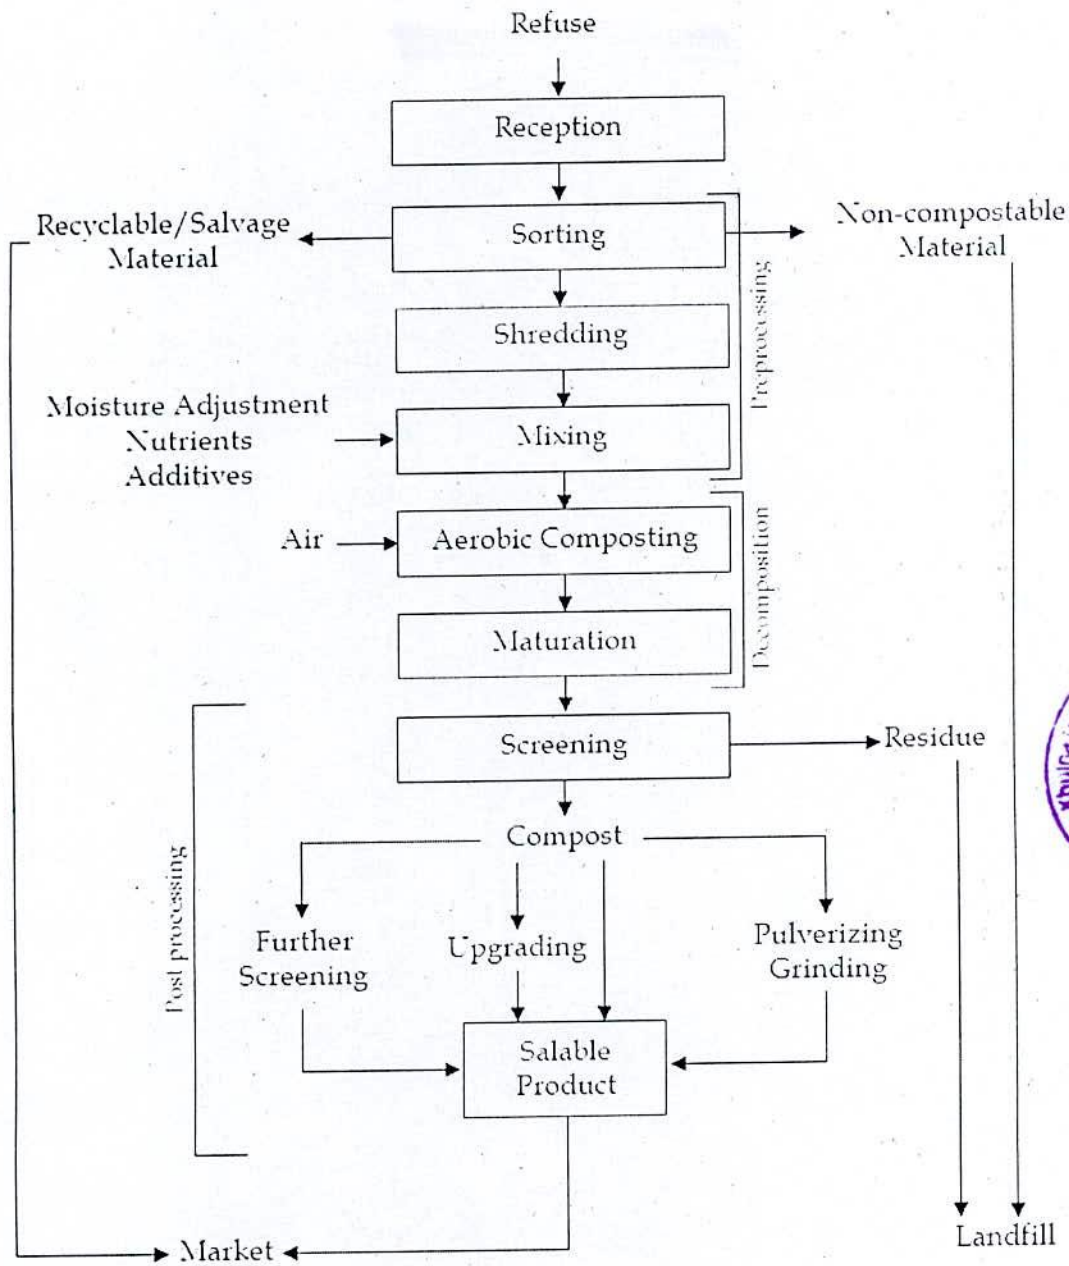 Refuse
Reception
Recyclable/Salvage
Material
Sorting
Non-compostable
Material
Shredding
Preprocessing
Moisture Adjustment
Nutrients
Additives
Mixing
Air
Aerobic Composting
Decomposition
Maturation
Screening
Residue
Compost
Post processing
Further
Screening
Upgrading
Pulverizing
Grinding
Salable
Product
Market
Landfill